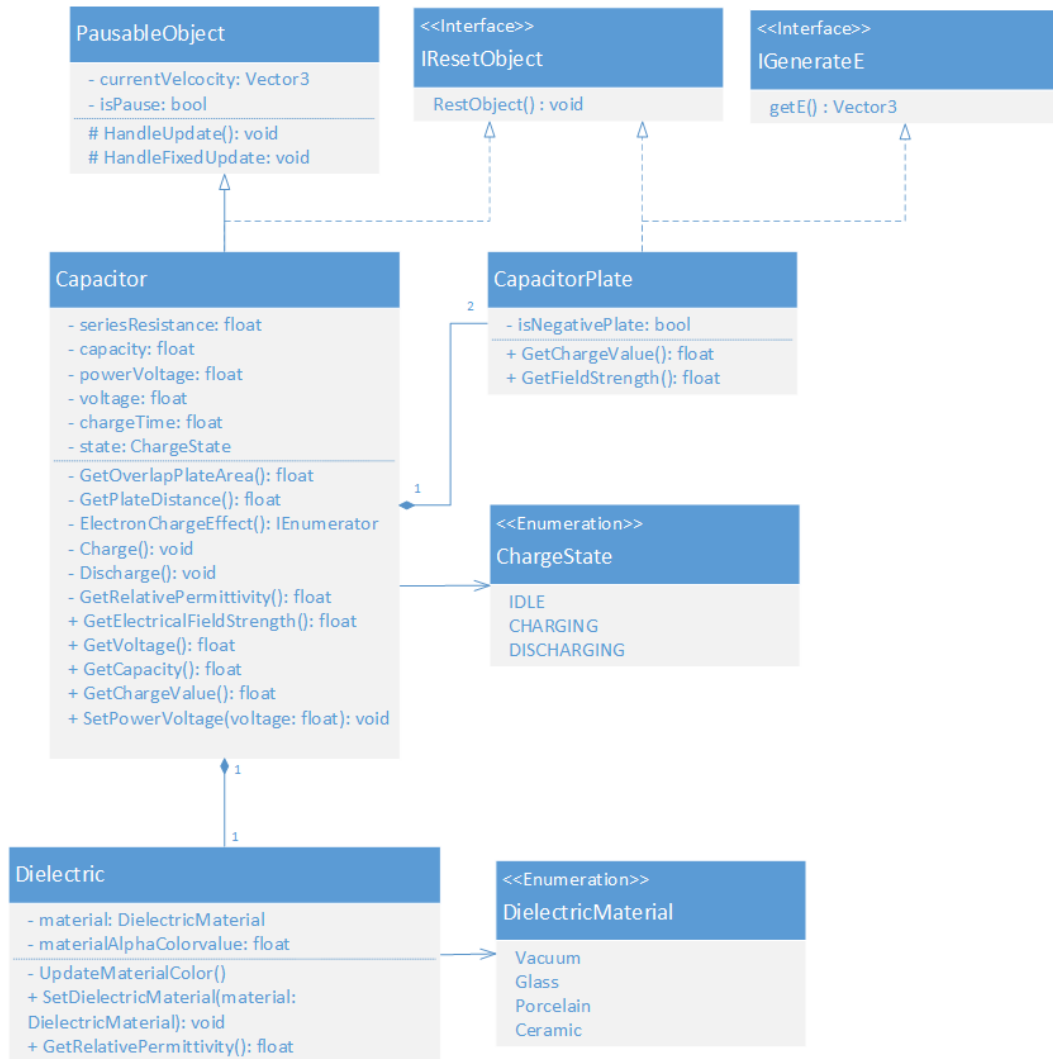 PausableObject
- currentVelcocity: Vector3
- isPause: bool
# HandleUpdate(): void
# HandleFixedUpdate: void
<<Interface>>
IResetObject
RestObject() : void
<<Interface>>
IGenerateE
getE() : Vector3
Capacitor
- seriesResistance: float
- capacity: float
- powerVoltage: float
- voltage: float
- chargeTime: float
- state: ChargeState
- GetOverlapPlateArea(): float
- GetPlateDistance(): float
- ElectronChargeEffect(): IEnumerator
- Charge(): void
- Discharge(): void
- GetRelativePermittivity(): float
+ GetElectricalFieldStrength(): float
+ GetVoltage(): float
+ GetCapacity(): float
+ GetChargeValue(): float
+ SetPowerVoltage(voltage: float): void
2
1
CapacitorPlate
- isNegativePlate: bool
+ GetChargeValue(): float
+ GetFieldStrength(): float
<<Enumeration>>
ChargeState
IDLE
CHARGING
DISCHARGING
1
1
Dielectric
- material: DielectricMaterial
- materialAlphaColorvalue: float
- UpdateMaterialColor()
+ SetDielectricMaterial(material:
DielectricMaterial): void
+ GetRelativePermittivity(): float
<<Enumeration>>
DielectricMaterial
Vacuum
Glass
Porcelain
Ceramic